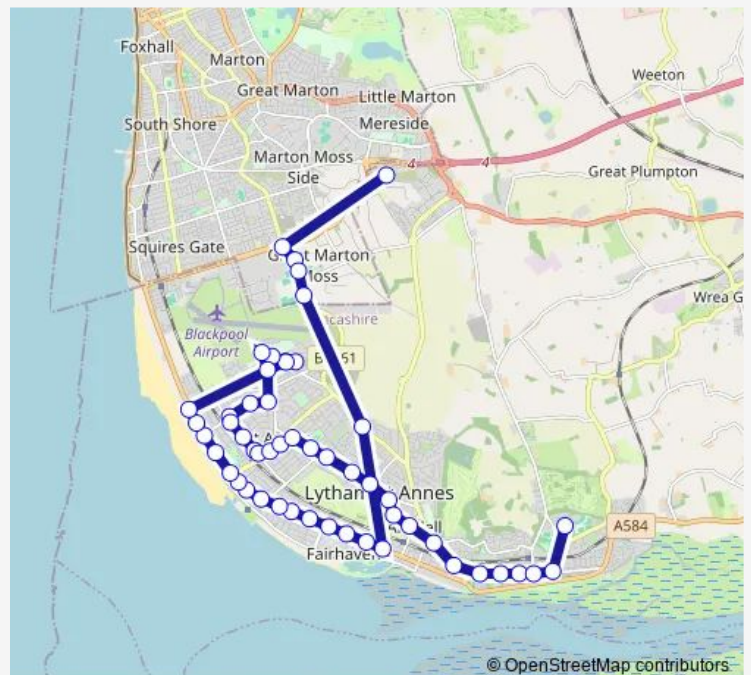 Foxhall
Marton
Weeton
Great Marton
Little Marton
South Shore
Mereside
Marton Moss
Side
4
4
Great Plumpton
Squires Gate
Moss
Wrea G
Blackpool
Airport
Lytham
Annes
A584
Fairhaven
© OpenStreetMap contributors